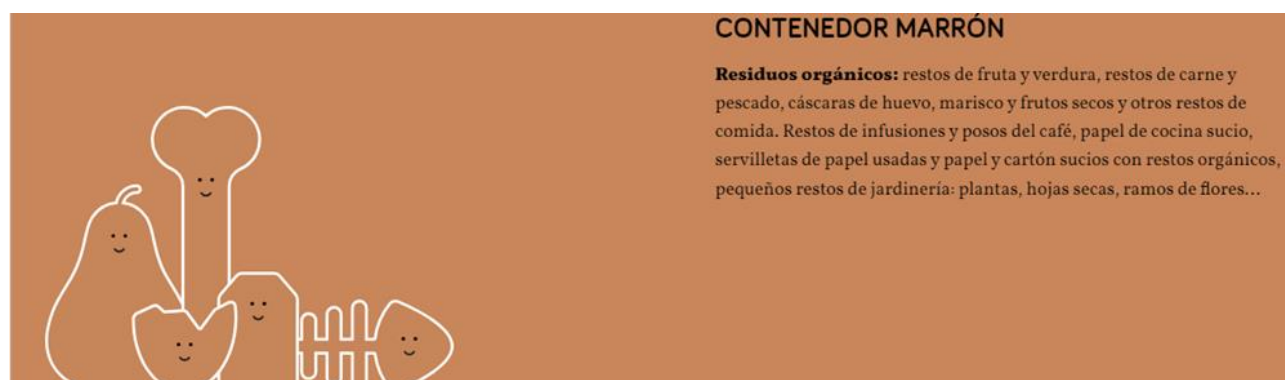 CONTENEDOR MARRÓN
Residuos orgánicos: restos de fruta y verdura, restos de carne y
pescado, cáscaras de huevo, marisco y frutos secos y otros restos de
comida. Restos de infusiones y posos del café, papel de cocina sucio,
servilletas de papel usadas y papel y cartón sucios con restos orgánicos,
pequeños restos de jardinería: plantas, hojas secas, ramos de flores…